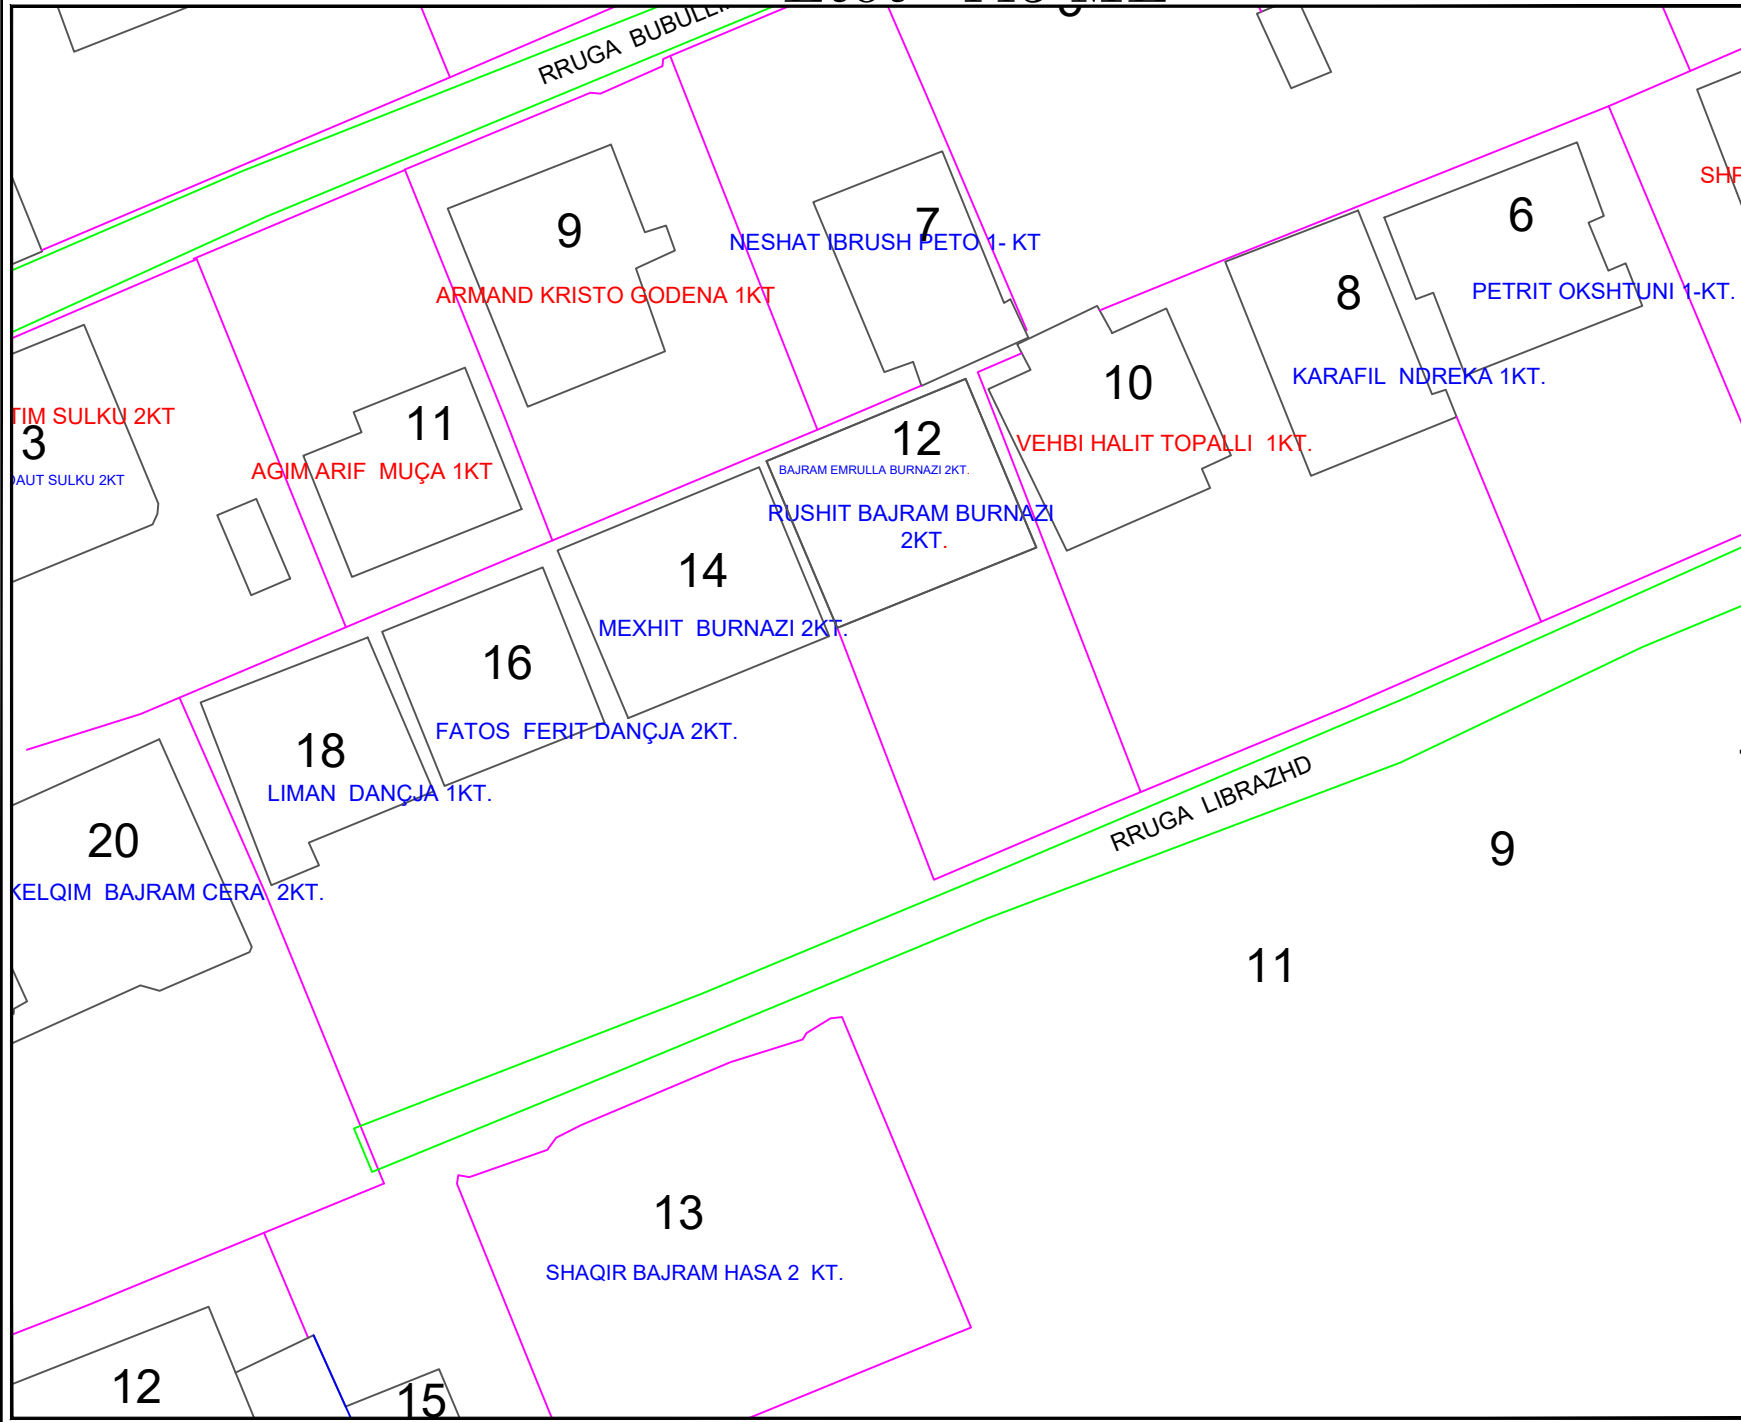 RRUGA BUBULLI
6
SHP
9
7
NESHAT IBRUSH PETO 1- KT
PETRIT OKSHTUNI 1-KT.
8
ARMAND KRISTO GODENA 1KT
10
KARAFIL NDREKA 1KT.
TIM SULKU 2KT
3
DAUT SULKU 2KT
11
AGIM ARIF MUÇA 1KT
12
BAJRAM EMRULLA BURNAZI 2KT.
RUSHIT BAJRAM BURNAZI
2KT.
VEHBI HALIT TOPALLI 1KT.
14
MEXHIT BURNAZI 2KT.
16
FATOS FERIT DANÇJA 2KT.
18
LIMAN DANÇJA 1KT.
20
KELQIM BAJRAM CERA 2KT.
RRUGA LIBRAZHD
9
11
13
SHAQIR BAJRAM HASA 2 KT.
12
15